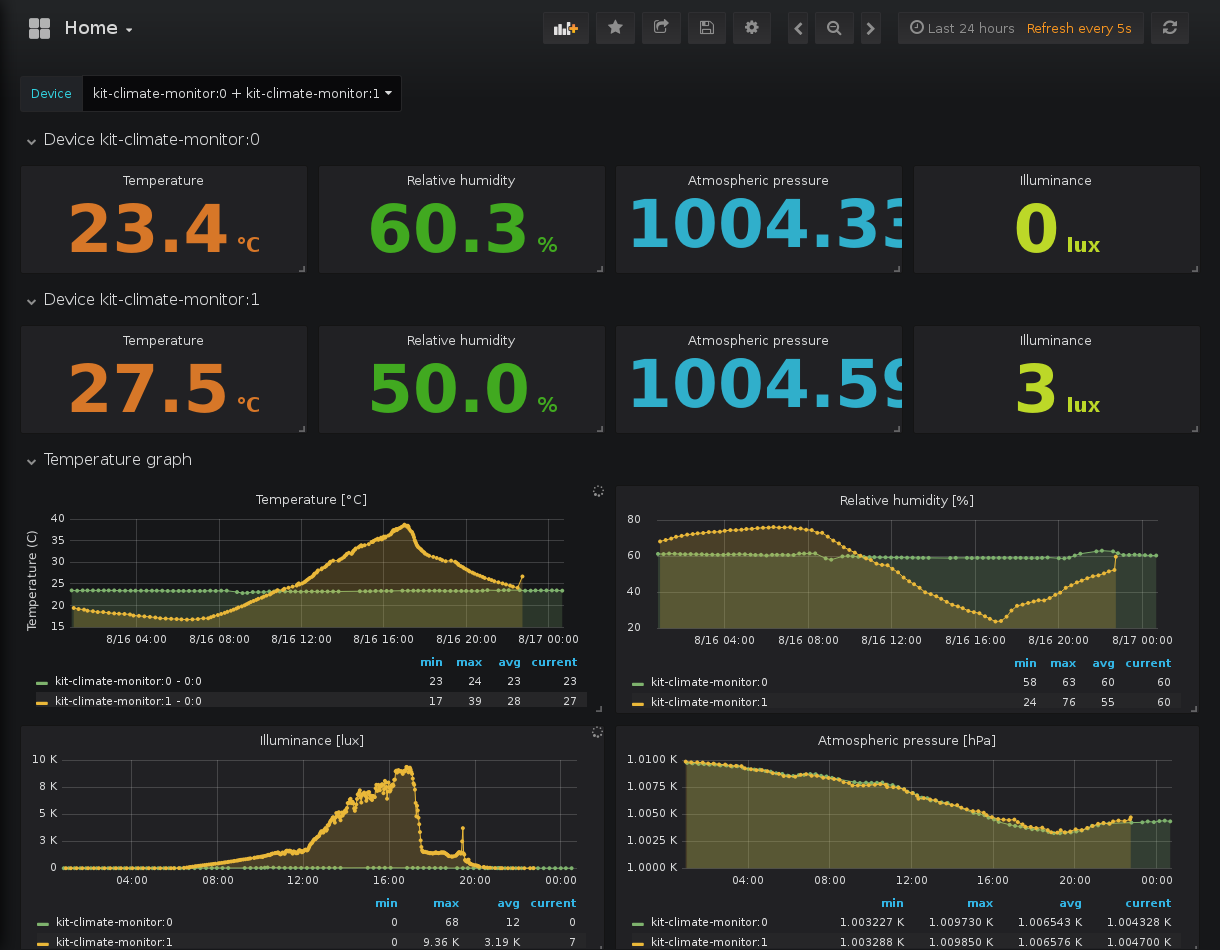 Home
Last 24 hours Refresh every 5s
Device kit-climate-monitor:0 + kit-climate-monitor:1
Device kit-climate-monitor:0
Temperature Relative humidity Atmospheric pressure Illuminance
23.4 °C 60.3 % 1004.33 0 lux
Device kit-climate-monitor:1
Temperature Relative humidity Atmospheric pressure Illuminance
27.5 °C 50.0 % 1004.59 3 lux
Temperature graph
Temperature [°C]
Temperature (C)
40
35
30
25
20
15
8/16 04:00 8/16 08:00 8/16 12:00 8/16 16:00 8/16 20:00 8/17 00:00
min max avg current
kit-climate-monitor:0 - 0:0 23 24 23 23
kit-climate-monitor:1 - 0:0 17 39 28 27
Relative humidity [%]
80
60
40
20
8/16 04:00 8/16 08:00 8/16 12:00 8/16 16:00 8/16 20:00 8/17 00:00
min max avg current
kit-climate-monitor:0 58 63 60 60
kit-climate-monitor:1 24 76 55 60
Illuminance [lux]
10 K
8 K
5 K
3 K
0
04:00 08:00 12:00 16:00 20:00 00:00
min max avg current
kit-climate-monitor:0 0 68 12 0
kit-climate-monitor:1 0 9.36 K 3.19 K 7
Atmospheric pressure [hPa]
1.0100 K
1.0075 K
1.0050 K
1.0025 K
1.0000 K
04:00 08:00 12:00 16:00 20:00 00:00
min max avg current
kit-climate-monitor:0 1.003227 K 1.009730 K 1.006543 K 1.004328 K
kit-climate-monitor:1 1.003288 K 1.009850 K 1.006576 K 1.004700 K